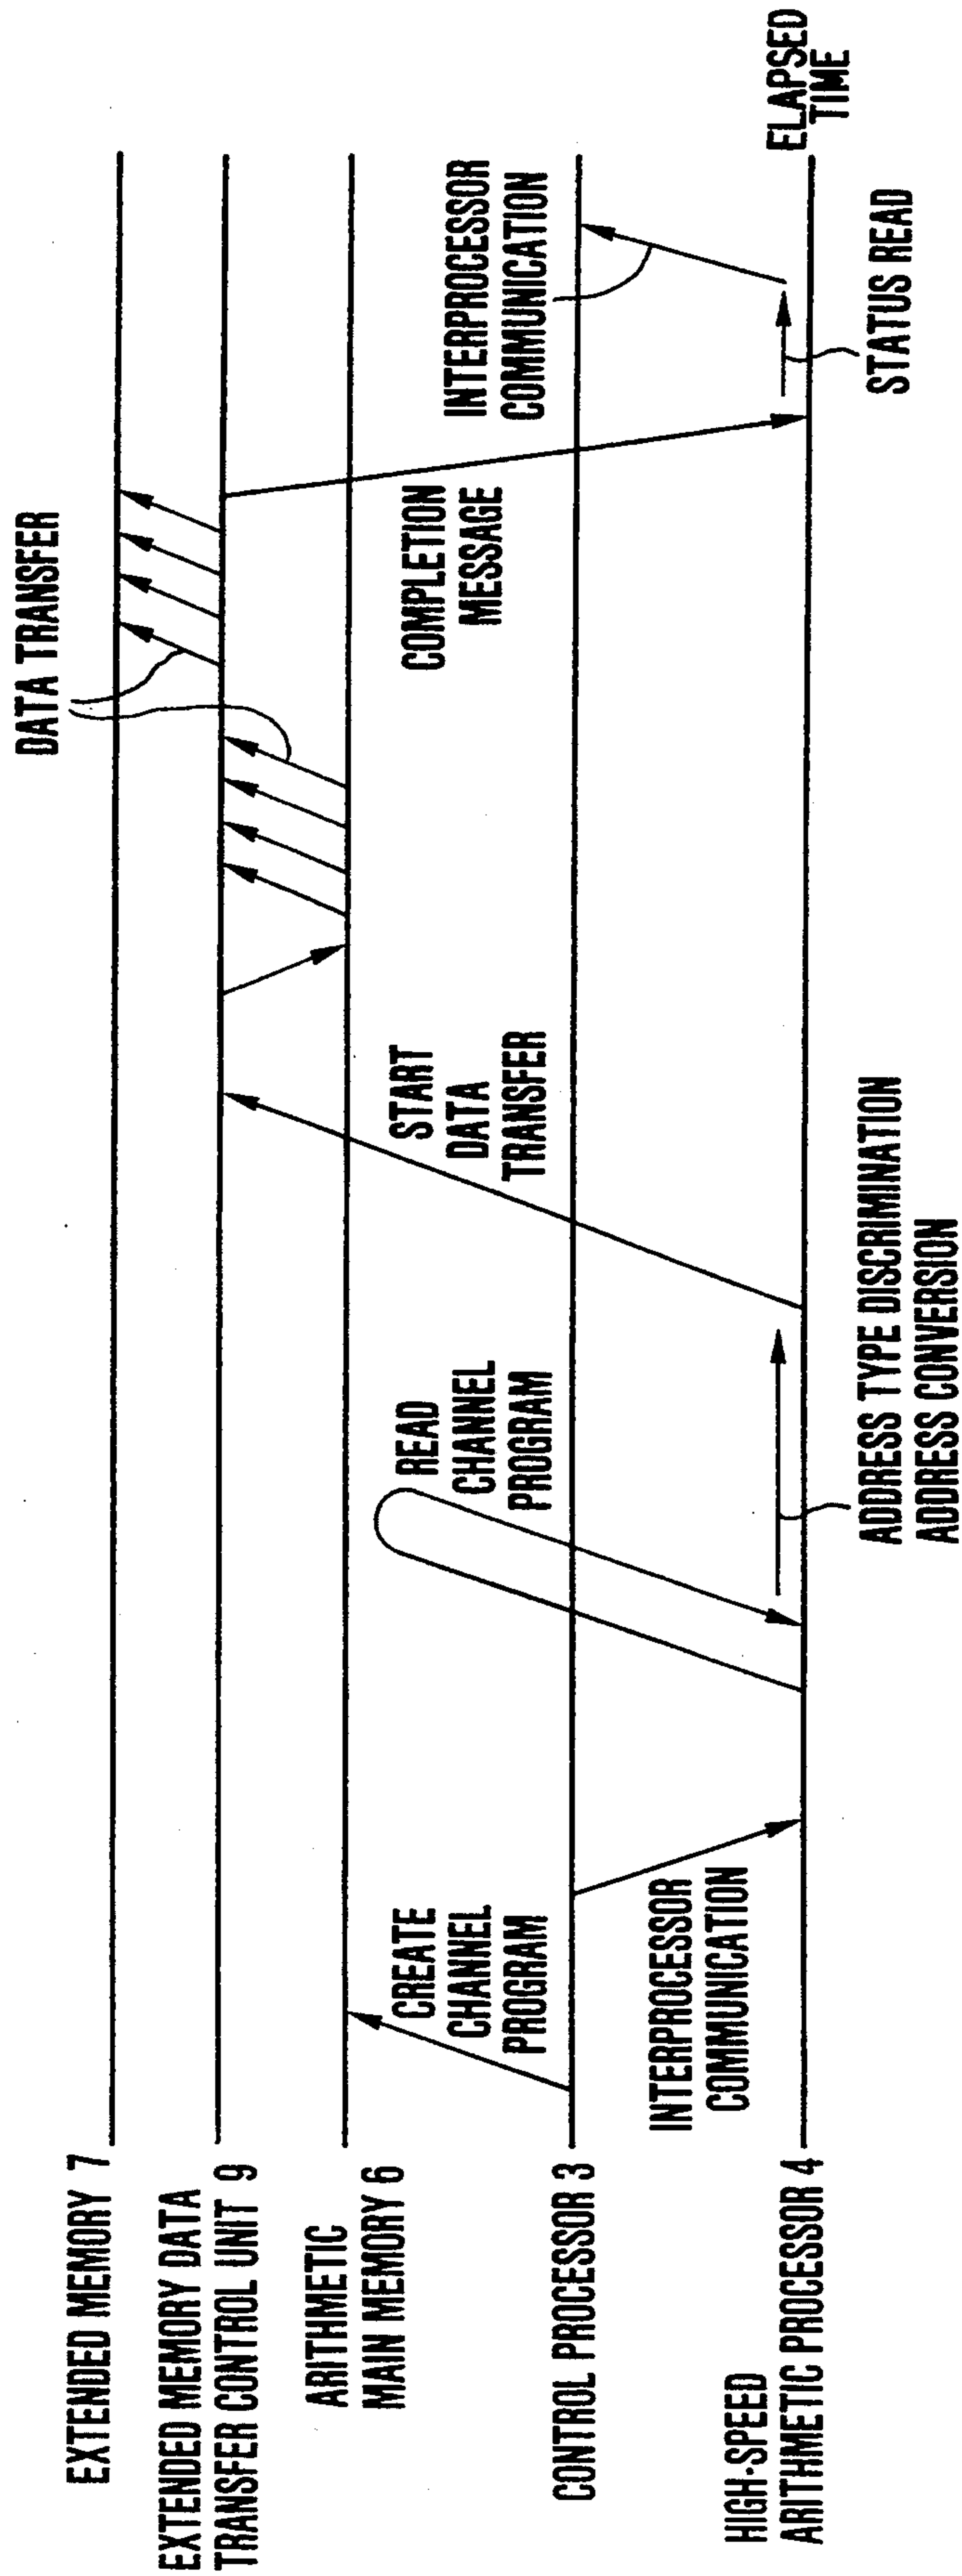 EXTENDED MEMORY 7
EXTENDED MEMORY DATA
TRANSFER CONTROL UNIT 9
ARITHMETIC
MAIN MEMORY 6
CONTROL PROCESSOR 3
HIGH-SPEED
ARITHMETIC PROCESSOR 4
CREATE
CHANNEL
PROGRAM
INTERPROCESSOR
COMMUNICATION
READ
CHANNEL
PROGRAM
ADDRESS TYPE DISCRIMINATION
ADDRESS CONVERSION
START
DATA
TRANSFER
DATA TRANSFER
COMPLETION
MESSAGE
INTERPROCESSOR
COMMUNICATION
STATUS READ
ELAPSED
TIME